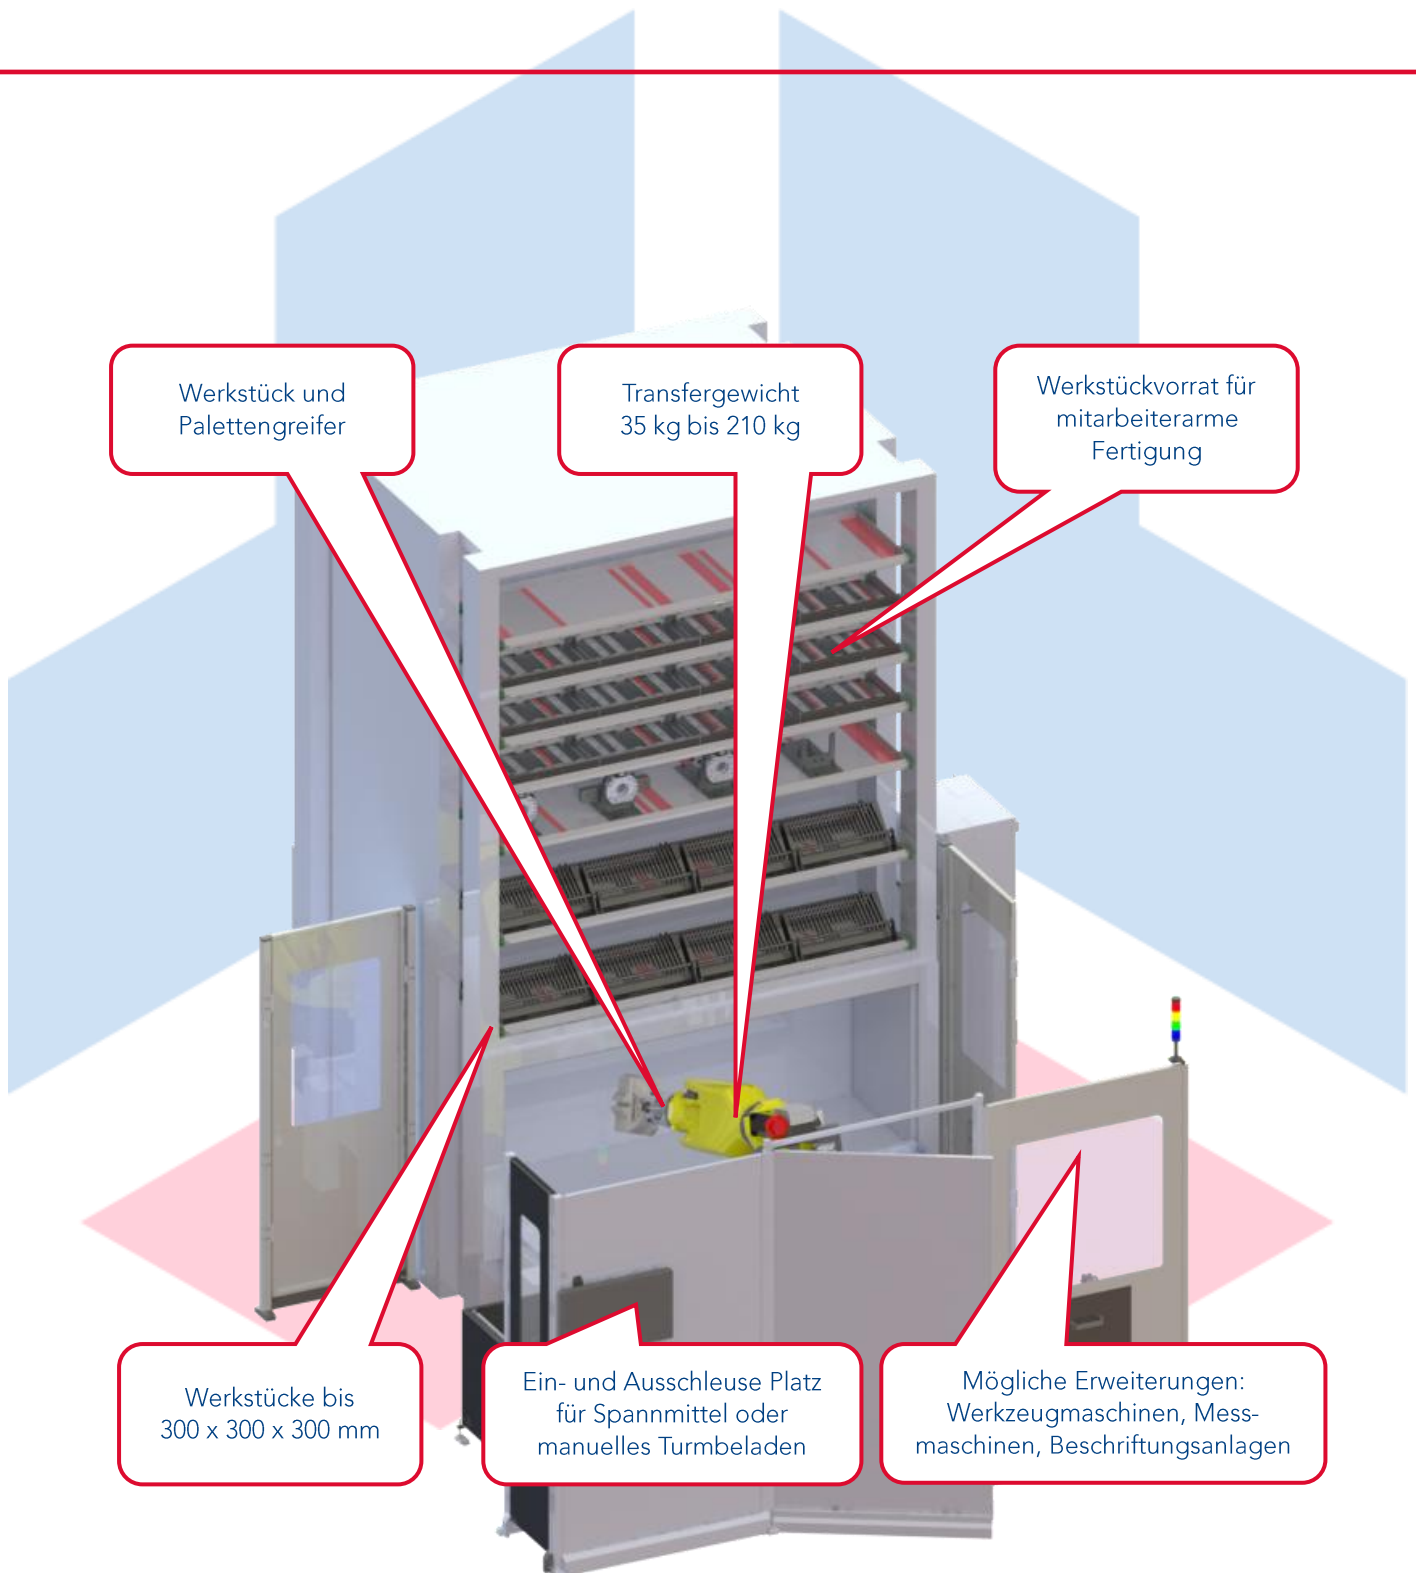 Werkstück und
Palettengreifer
Transfergewicht
35 kg bis 210 kg
Werkstückvorrat für
mitarbeiterarme
Fertigung
Werkstücke bis
300 x 300 x 300 mm
Ein- und Ausschleuse Platz
für Spannmittel oder
manuelles Turmbeladen
Mögliche Erweiterungen:
Werkzeugmaschinen, Mess-
maschinen, Beschriftungsanlagen